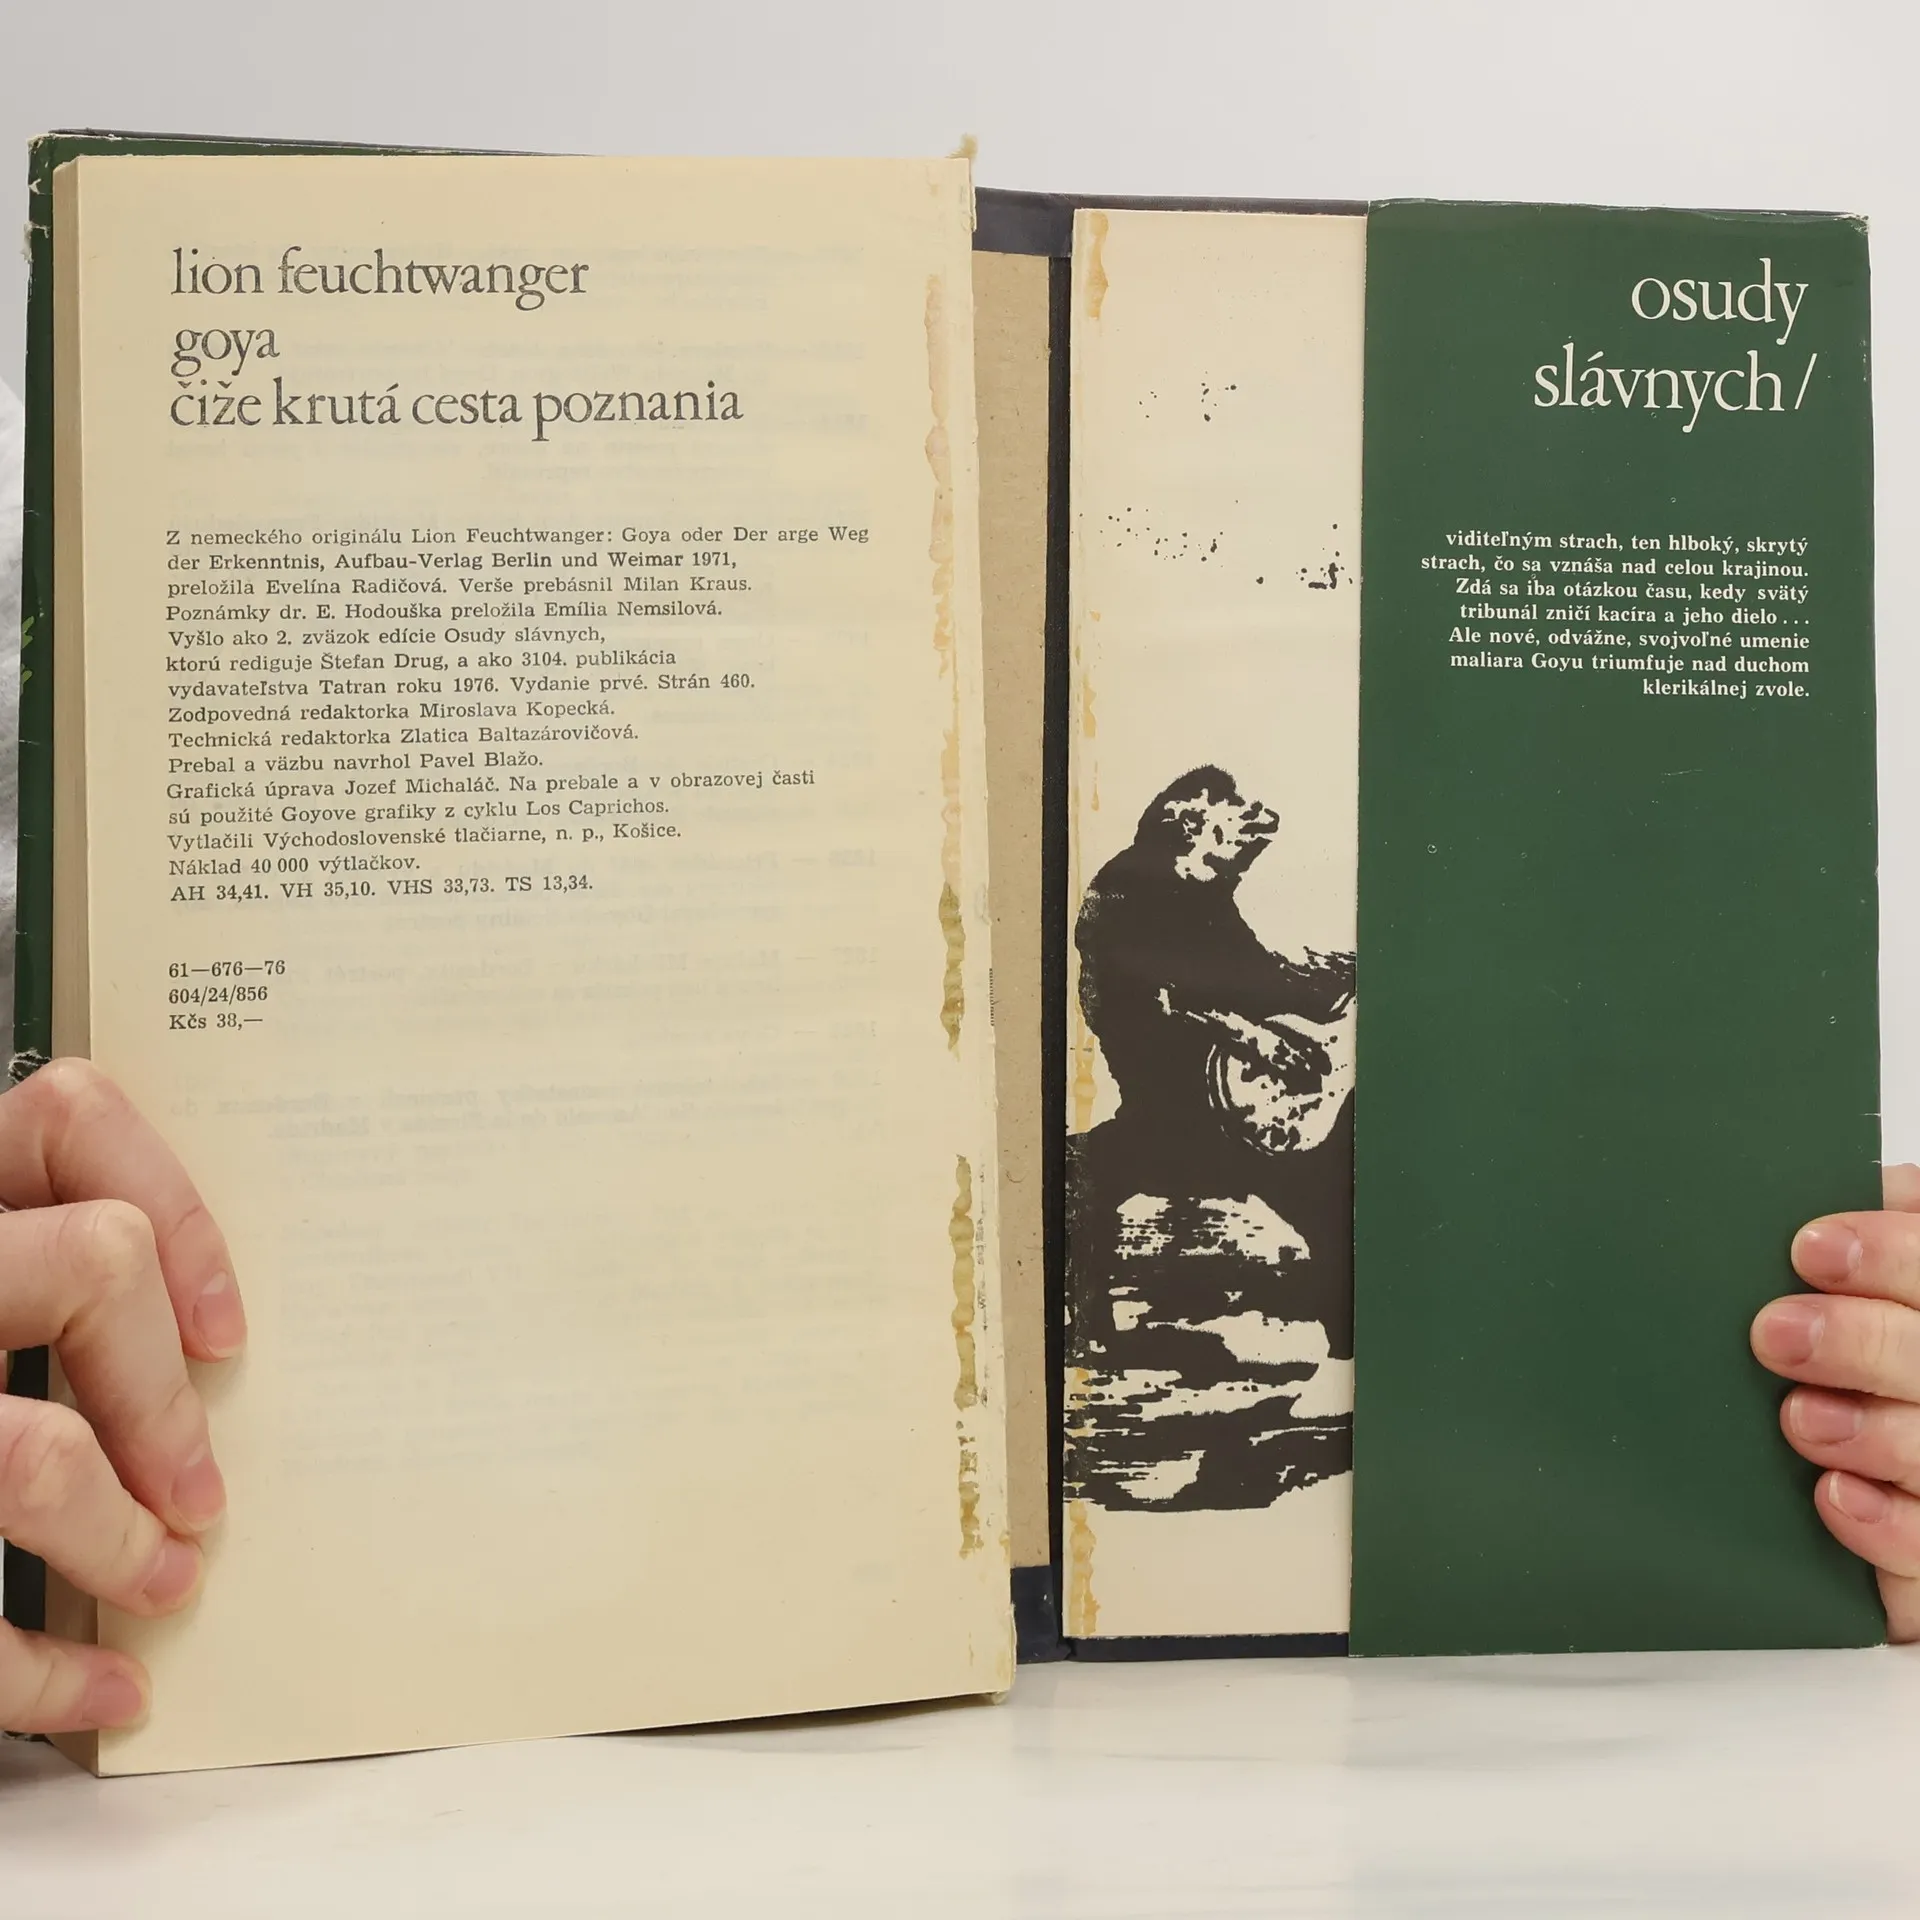 lion feuchtwanger
goya
čiže krutá cesta poznania
Z nemeckého originálu Lion Feuchtwanger: Goya oder Der arge Weg
der Erkenntnis, Aufbau-Verlag Berlin und Weimar 1971,
preložila Evelína Radičová. Verše prebásnil Milan Kraus.
Poznámky dr. E. Hodouška preložila Emília Nemsilová.
Vyšlo ako 2. zväzok edície Osudy slávnych,
ktorú rediguje Štefan Drug, a ako 3104. publikácia
vydavateľstva Tatran roku 1976. Vydanie prvé. Strán 460.
Zodpovedná redaktorka Miroslava Kopecká.
Technická redaktorka Zlatica Baltazárovičová.
Prebal a väzbu navrhol Pavel Blažo.
Grafická úprava Jozef Michaláč. Na prebale a v obrazovej časti
sú použité Goyove grafiky z cyklu Los Caprichos.
Vytlačili Východoslovenské tlačiarne, n. p., Košice.
Náklad 40 000 výtlačkov.
AH 34,41. VH 35,10. VHS 33,73. TS 13,34.
61—676—76
604/24/856
Kčs 38,—
osudy
slávnych/
viditeľným strach, ten hlboký, skrytý
strach, čo sa vznáša nad celou krajinou.
Zdá sa iba otázkou času, kedy svätý
tribunál zničí kacíra a jeho dielo...
Ale nové, odvážne, svojvoľné umenie
maliara Goyu triumfuje nad duchom
klerikálnej zvole.